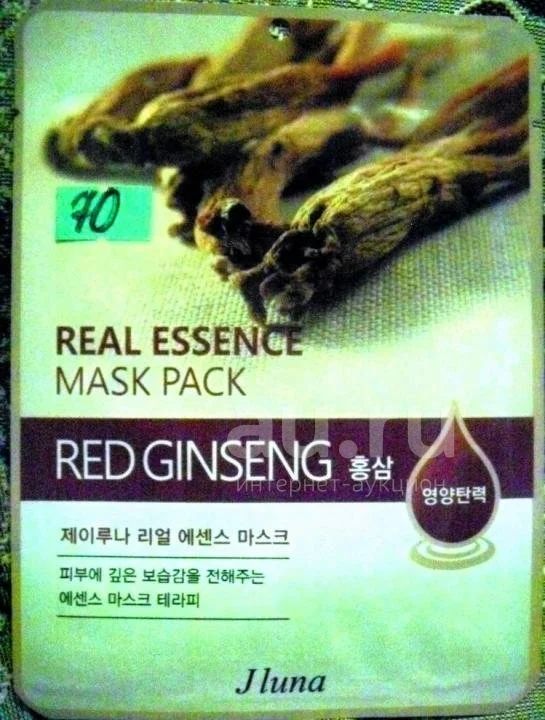 70
REAL ESSENCE
MASK PACK
RED GINSENG 홍삼
영양탄력
au.ru
интернет-аукцион
제이루나 리얼 에센스 마스크
피부에 깊은 보습감을 전해주는
에센스 마스크 테라피
Jluna